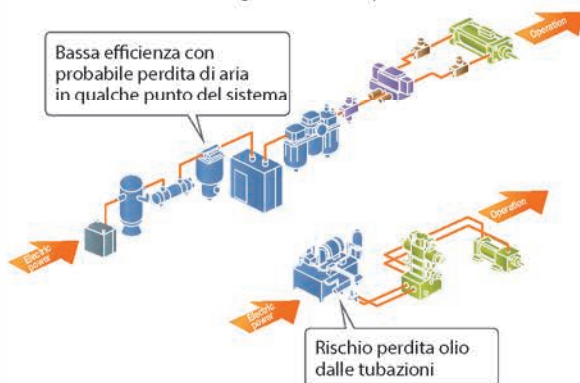 Operation
Bassa efficienza con
probabile perdita di aria
in qualche punto del sistema
Electric
power
Operation
Electric
power
Rischio perdita olio
dalle tubazioni